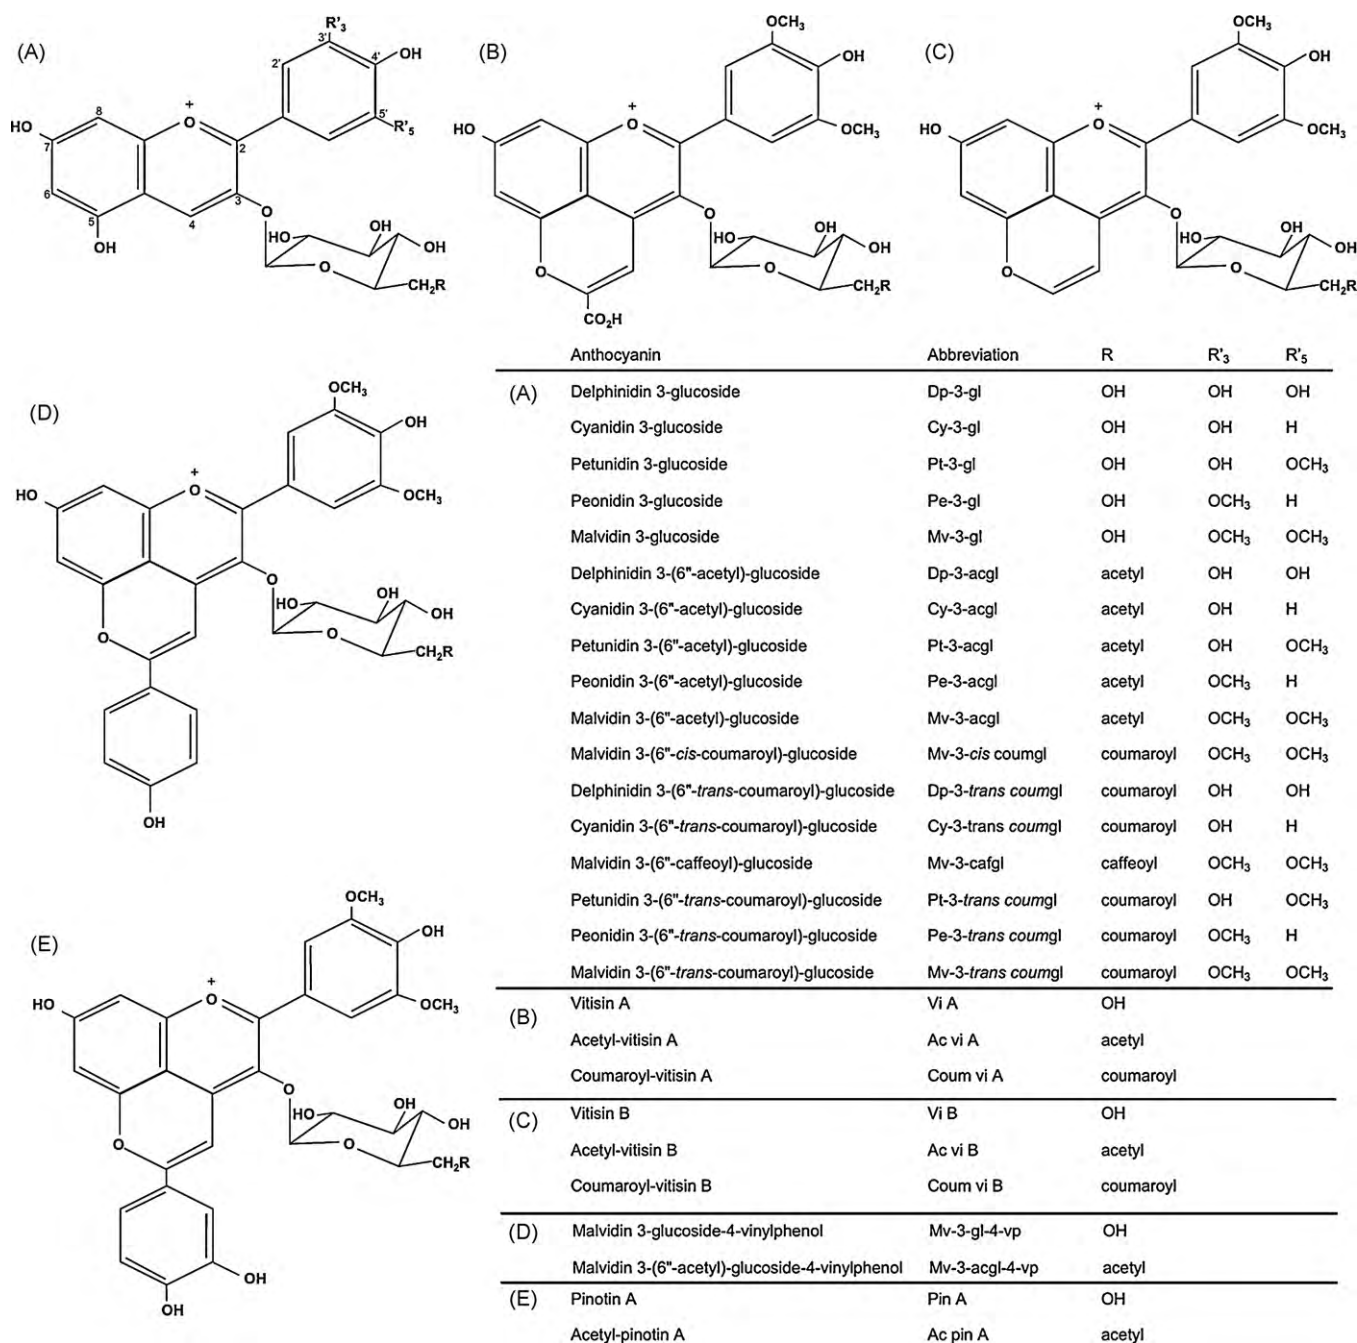 (A)
R'3
3'
4'
OH
2'
5'
R'5
8
+
O
HO
7
2
6
5
4
3
OH
O
HO
OH
OH
O
CH2R
(B)
OCH3
OH
+
HO
O
OCH3
O
HO
OH
OH
O
O
CH2R
CO2H
(C)
OCH3
OH
+
HO
O
OCH3
O
HO
OH
OH
O
O
CH2R
(D)
OCH3
OH
+
HO
O
OCH3
O
HO
OH
OH
O
O
CH2R
OH
(E)
OCH3
OH
+
HO
O
OCH3
O
HO
OH
OH
O
O
CH2R
OH
OH
Anthocyanin Abbreviation R R'3 R'5
(A) Delphinidin 3-glucoside Dp-3-gl OH OH OH
Cyanidin 3-glucoside Cy-3-gl OH OH H
Petunidin 3-glucoside Pt-3-gl OH OH OCH3
Peonidin 3-glucoside Pe-3-gl OH OCH3 H
Malvidin 3-glucoside Mv-3-gl OH OCH3 OCH3
Delphinidin 3-(6"-acetyl)-glucoside Dp-3-acgl acetyl OH OH
Cyanidin 3-(6"-acetyl)-glucoside Cy-3-acgl acetyl OH H
Petunidin 3-(6"-acetyl)-glucoside Pt-3-acgl acetyl OH OCH3
Peonidin 3-(6"-acetyl)-glucoside Pe-3-acgl acetyl OCH3 H
Malvidin 3-(6"-acetyl)-glucoside Mv-3-acgl acetyl OCH3 OCH3
Malvidin 3-(6"-cis-coumaroyl)-glucoside Mv-3-cis coumgl coumaroyl OCH3 OCH3
Delphinidin 3-(6"-trans-coumaroyl)-glucoside Dp-3-trans coumgl coumaroyl OH OH
Cyanidin 3-(6"-trans-coumaroyl)-glucoside Cy-3-trans coumgl coumaroyl OH H
Malvidin 3-(6"-caffeoyl)-glucoside Mv-3-cafgl caffeoyl OCH3 OCH3
Petunidin 3-(6"-trans-coumaroyl)-glucoside Pt-3-trans coumgl coumaroyl OH OCH3
Peonidin 3-(6"-trans-coumaroyl)-glucoside Pe-3-trans coumgl coumaroyl OCH3 H
Malvidin 3-(6"-trans-coumaroyl)-glucoside Mv-3-trans coumgl coumaroyl OCH3 OCH3
(B) Vitisin A Vi A OH
Acetyl-vitisin A Ac vi A acetyl
Coumaroyl-vitisin A Coum vi A coumaroyl
(C) Vitisin B Vi B OH
Acetyl-vitisin B Ac vi B acetyl
Coumaroyl-vitisin B Coum vi B coumaroyl
(D) Malvidin 3-glucoside-4-vinylphenol Mv-3-gl-4-vp OH
Malvidin 3-(6"-acetyl)-glucoside-4-vinylphenol Mv-3-acgl-4-vp acetyl
(E) Pinotin A Pin A OH
Acetyl-pinotin A Ac pin A acetyl